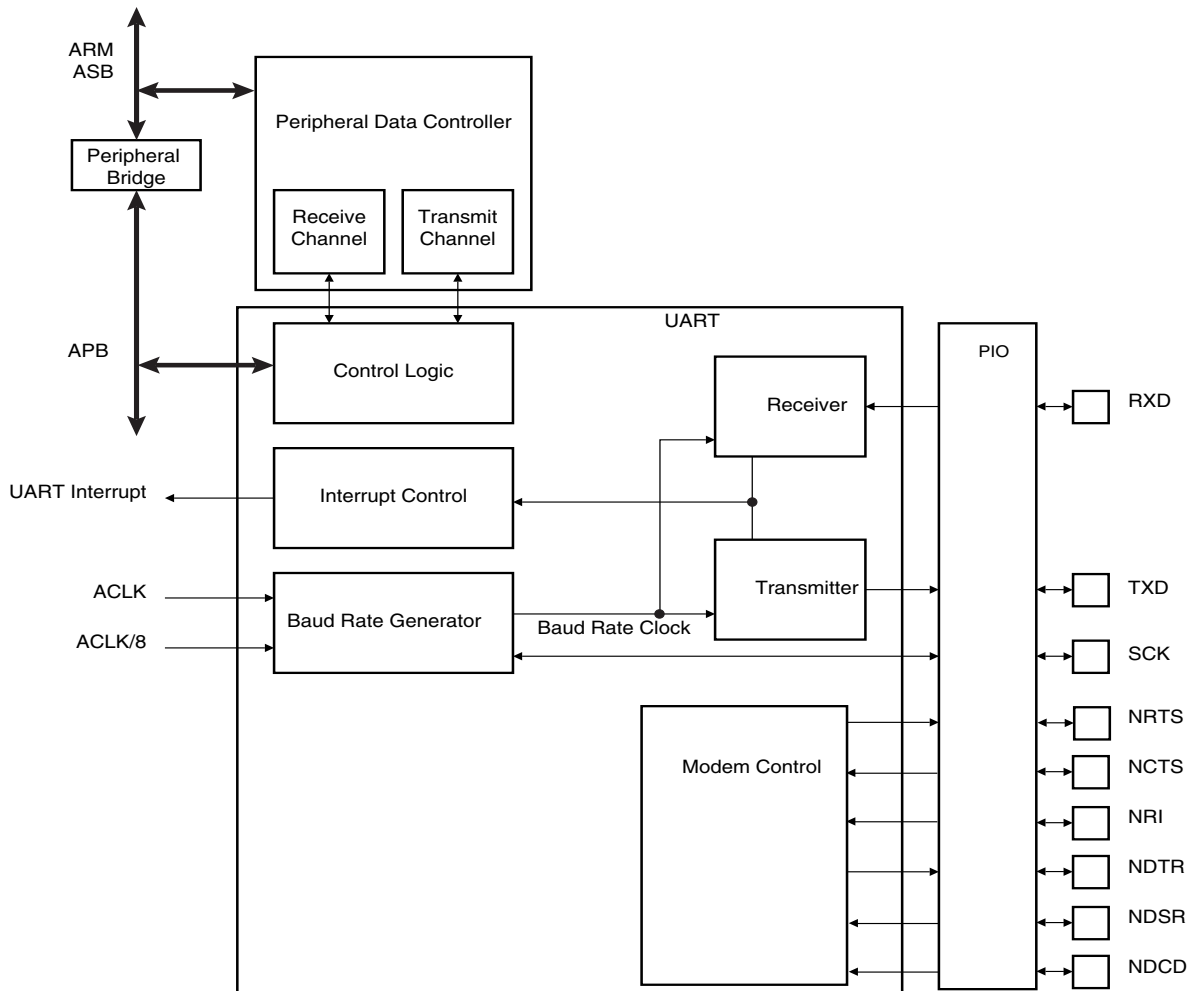 ARM
ASB
Peripheral Data Controller
Peripheral
Bridge
Receive
Channel
Transmit
Channel
UART
APB
Control Logic
PIO
Receiver
RXD
UART Interrupt
Interrupt Control
ACLK
Transmitter
TXD
Baud Rate Generator
Baud Rate Clock
ACLK/8
SCK
NRTS
Modem Control
NCTS
NRI
NDTR
NDSR
NDCD